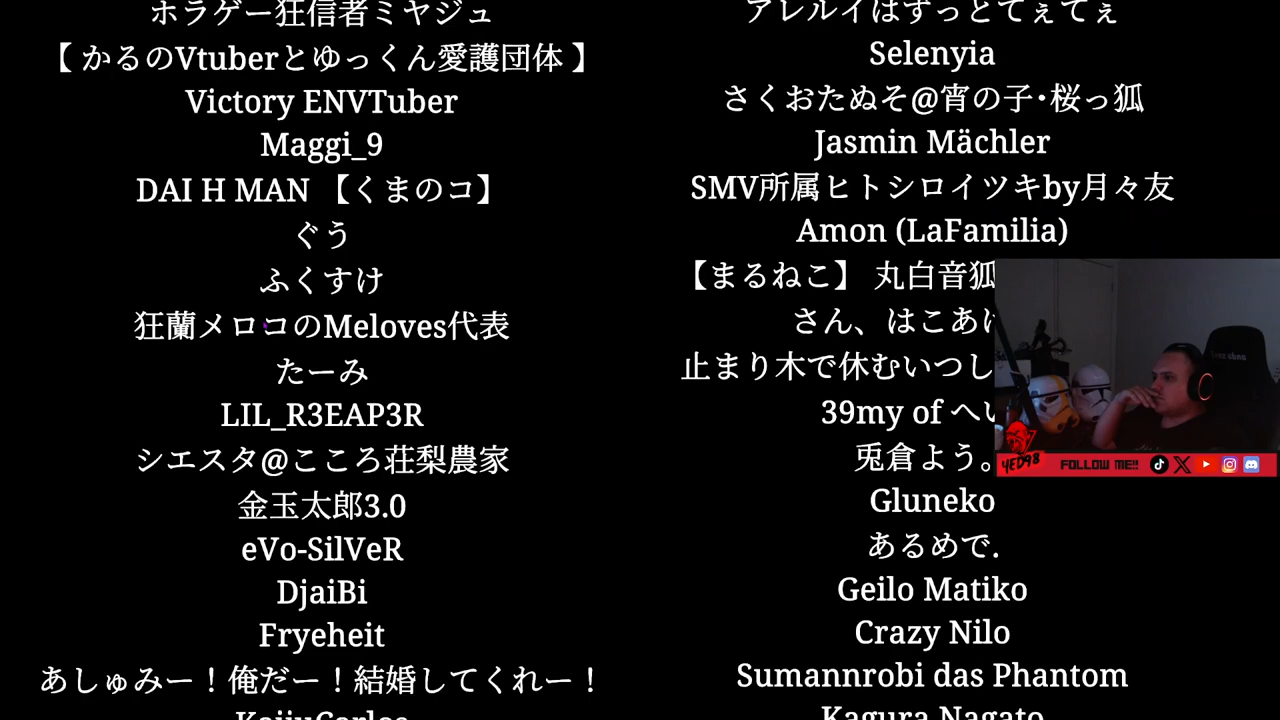 ホラゲー狂信者ミヤジュ
【 かるのVtuberとゆっくん愛護団体 】
Victory ENVTuber
Maggi_9
DAI H MAN 【くまのコ】
ぐう
ふくすけ
狂蘭メロコのMeloves代表
たーみ
LIL_R3EAP3R
シエスタ@こころ荘梨農家
金玉太郎3.0
eVo-SilVeR
DjaiBi
Fryeheit
あしゅみー！俺だー！結婚してくれー！
KaijuCarlos
アレルイはずっとてぇてぇ
Selenyia
さくおたぬそ@宵の子･桜っ狐
Jasmin Mächler
SMV所属ヒトシロイツキby月々友
Amon (LaFamilia)
【まるねこ】 丸白音狐
さん、はこあけ
止まり木で休むいつし
39my of へい
兎倉よう。
Gluneko
あるめで.
Geilo Matiko
Crazy Nilo
Sumannrobi das Phantom
Kagura Nagato
YED98
FOLLOW ME!!